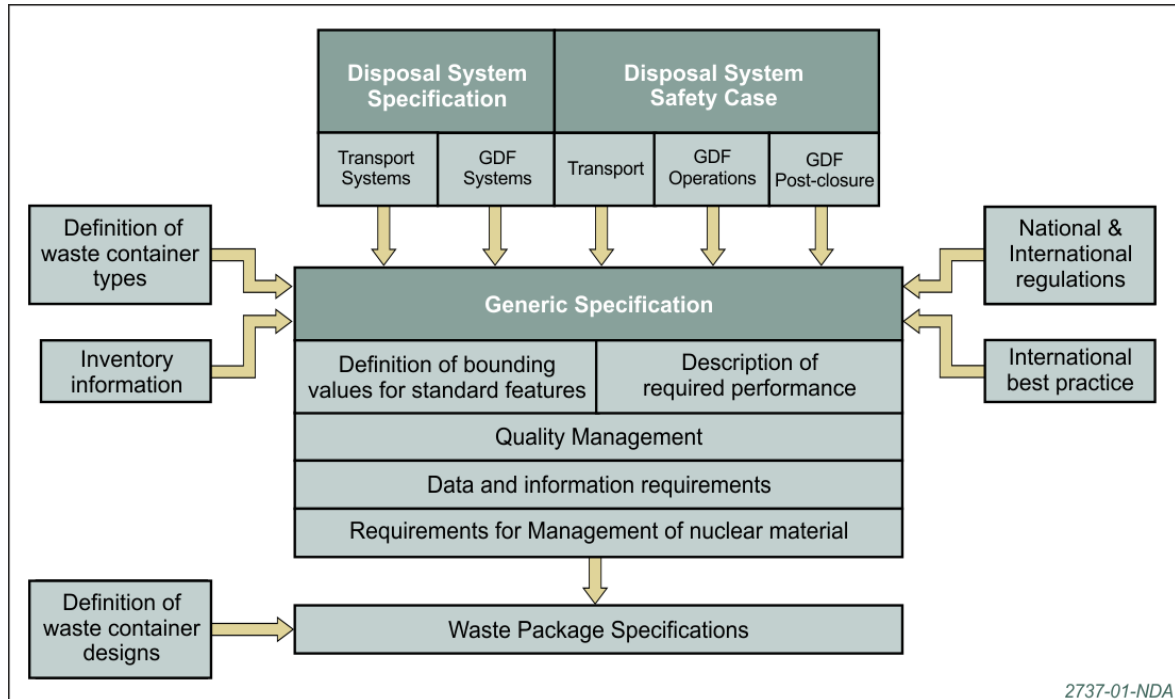 Disposal System
Specification
Disposal System
Safety Case
Transport
Systems
GDF
Systems
Transport
GDF
Operations
GDF
Post-closure
Definition of
waste container
types
National &
International
regulations
Generic Specification
Inventory
information
International
best practice
Definition of bounding
values for standard features
Description of
required performance
Quality Management
Data and information requirements
Requirements for Management of nuclear material
Definition of
waste container
designs
Waste Package Specifications
2737-01-NDA